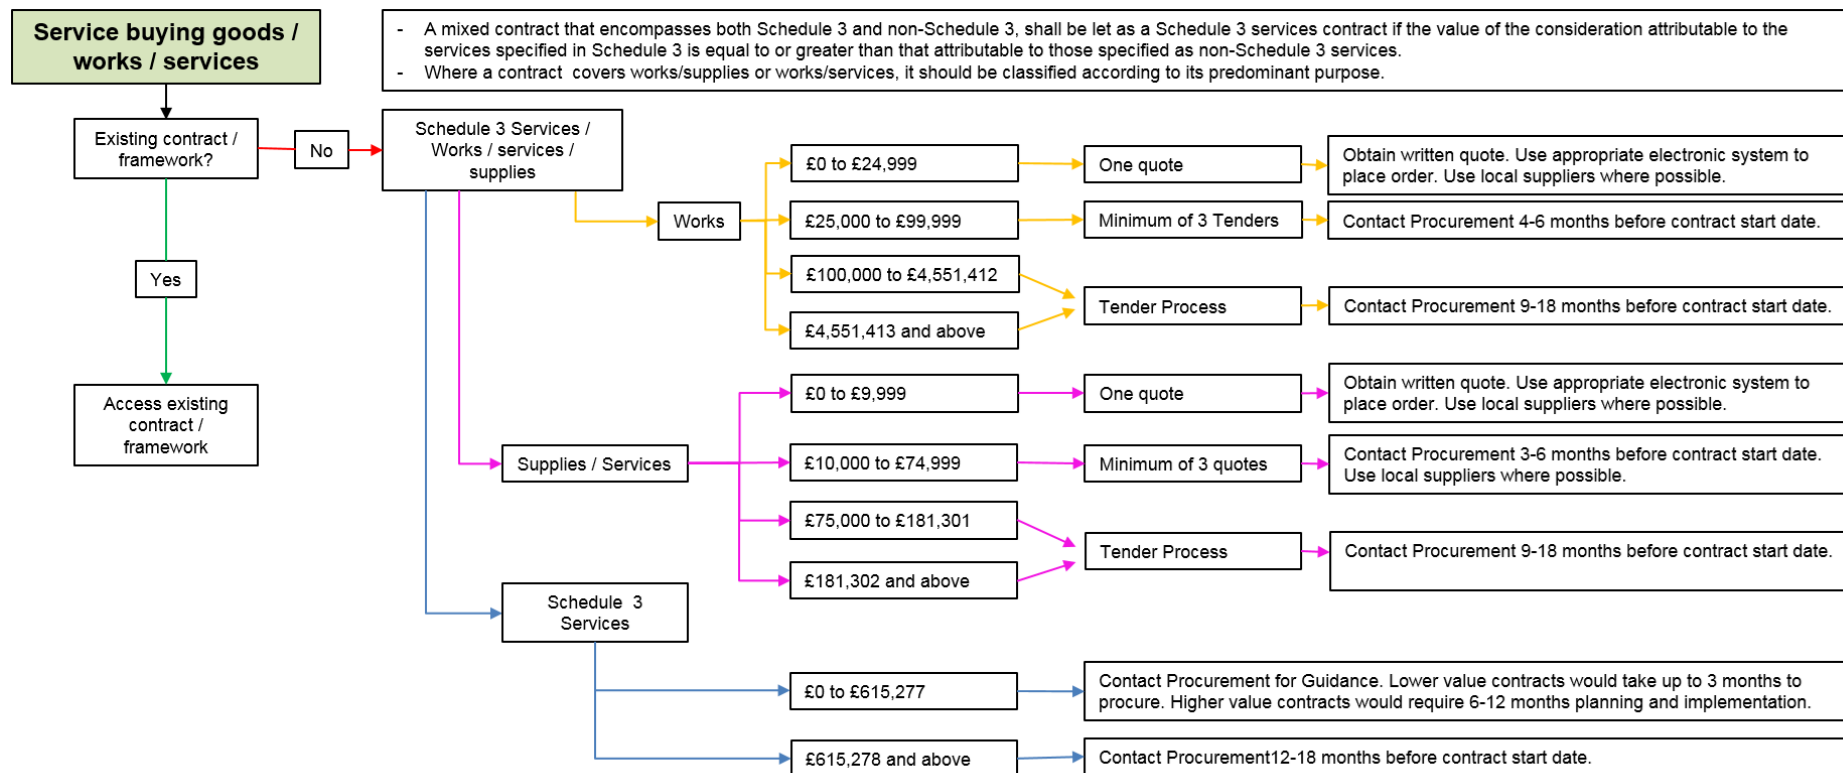 Service buying goods /
works / services
- A mixed contract that encompasses both Schedule 3 and non-Schedule 3, shall be let as a Schedule 3 services contract if the value of the consideration attributable to the
services specified in Schedule 3 is equal to or greater than that attributable to those specified as non-Schedule 3 services.
- Where a contract covers works/supplies or works/services, it should be classified according to its predominant purpose.
Existing contract /
framework?
No
Schedule 3 Services /
Works / services /
supplies
Yes
Access existing
contract /
framework
Works
£0 to £24,999
One quote
Obtain written quote. Use appropriate electronic system to
place order. Use local suppliers where possible.
£25,000 to £99,999
Minimum of 3 Tenders
Contact Procurement 4-6 months before contract start date.
£100,000 to £4,551,412
£4,551,413 and above
Tender Process
Contact Procurement 9-18 months before contract start date.
Supplies / Services
£0 to £9,999
One quote
Obtain written quote. Use appropriate electronic system to
place order. Use local suppliers where possible.
£10,000 to £74,999
Minimum of 3 quotes
Contact Procurement 3-6 months before contract start date.
Use local suppliers where possible.
£75,000 to £181,301
£181,302 and above
Tender Process
Contact Procurement 9-18 months before contract start date.
Schedule 3
Services
£0 to £615,277
Contact Procurement for Guidance. Lower value contracts would take up to 3 months to
procure. Higher value contracts would require 6-12 months planning and implementation.
£615,278 and above
Contact Procurement12-18 months before contract start date.